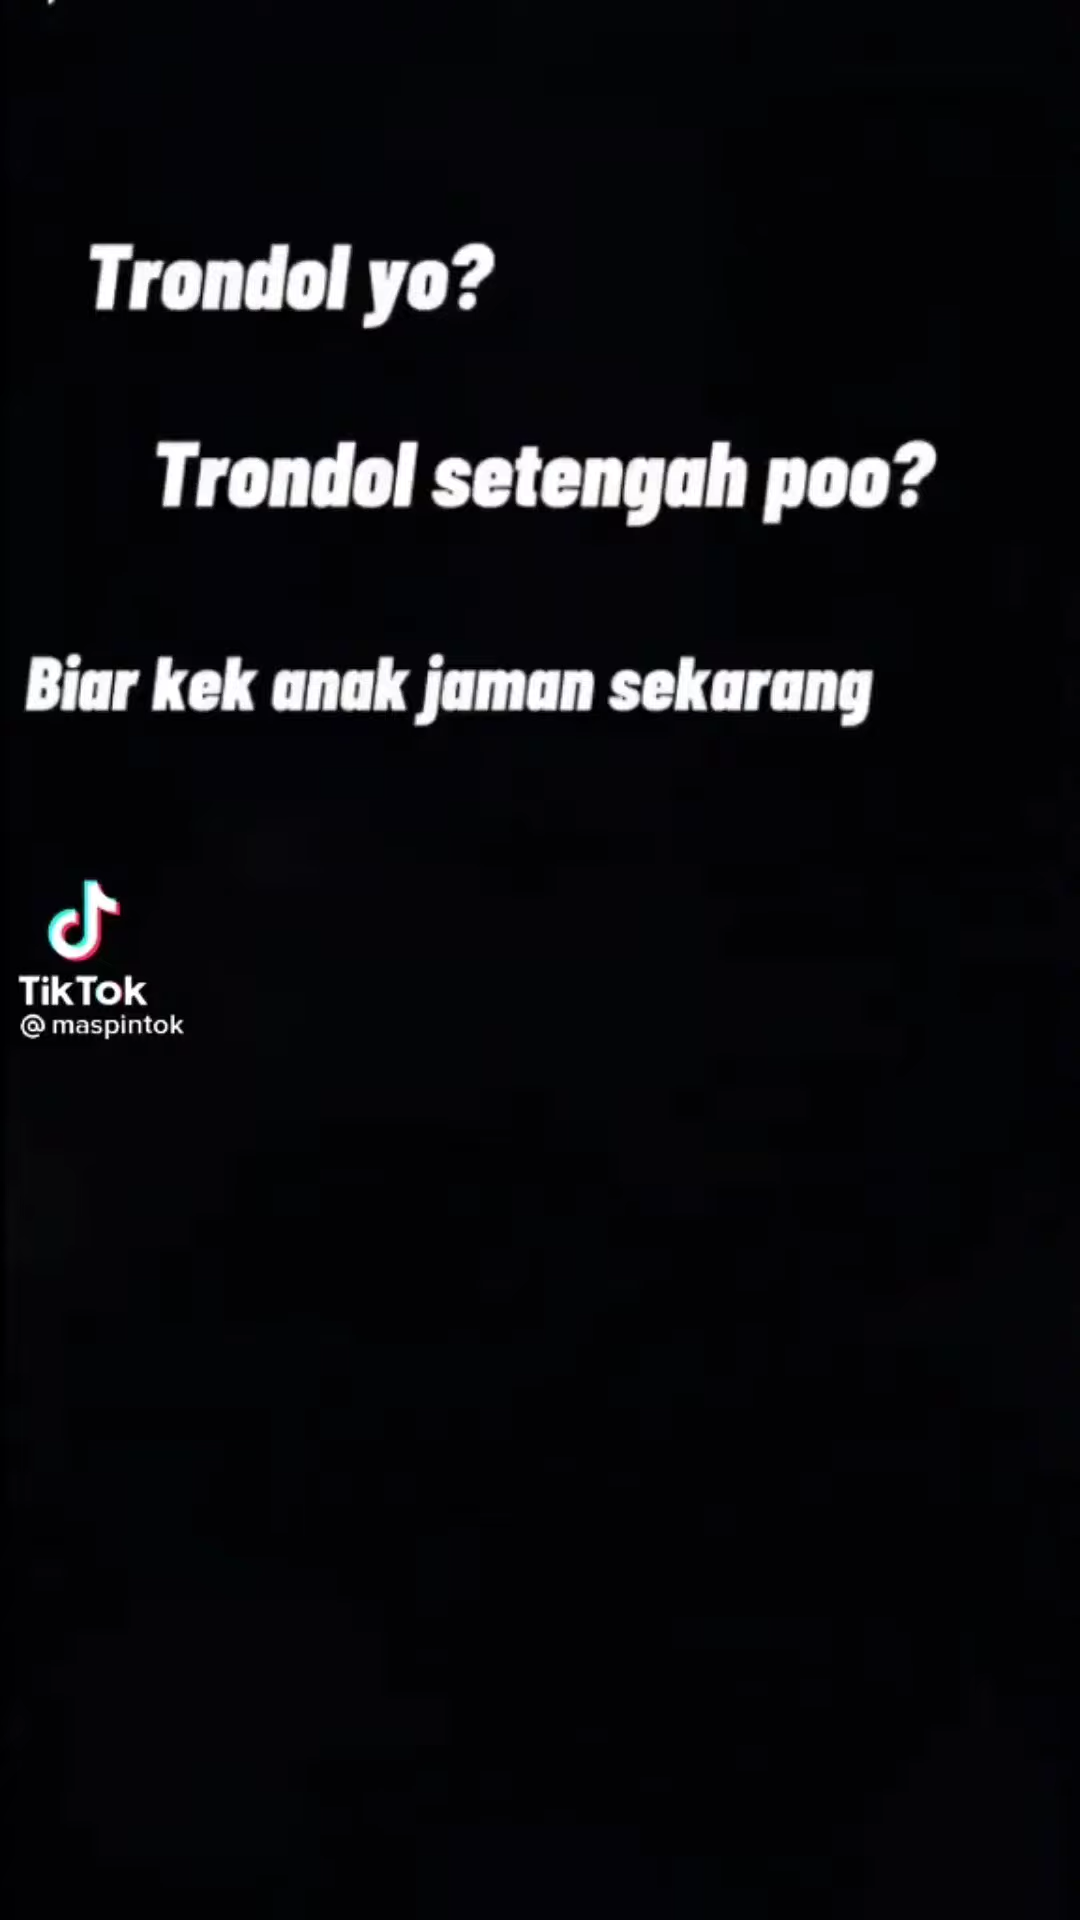 Trondol yo?
Trondol setengah poo?
Biar kek anak jaman sekarang
TikTok
@maspintok